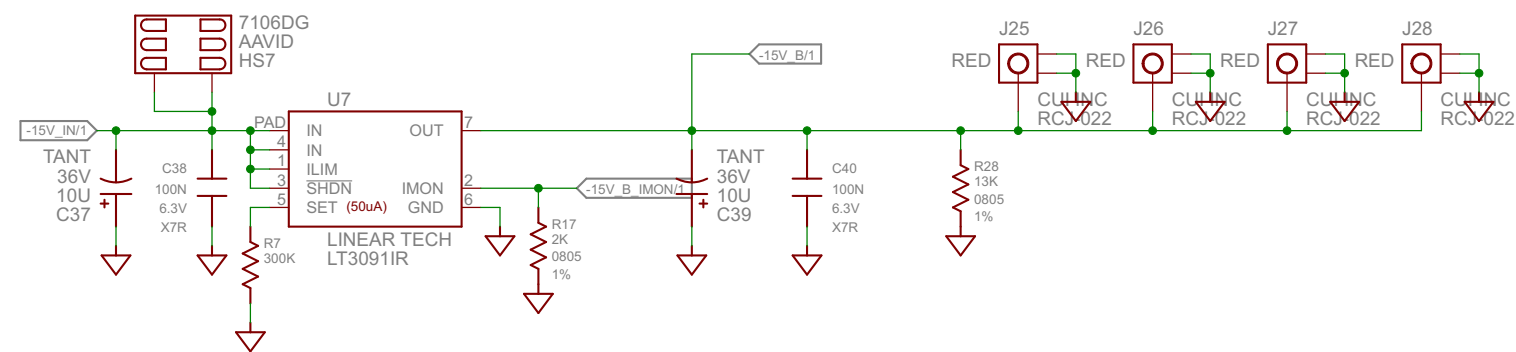 7106DG
AAVID
HS7
-15V_IN/1
TANT
36V
10U
C37
+
C38
100N
6.3V
X7R
U7
PAD
4
1
3
5
IN
IN
ILIM
SHDN
SET
(50uA)
OUT
IMON
GND
7
2
6
LINEAR TECH
LT3091IR
R7
300K
-15V_B_IMON/1
R17
2K
0805
1%
-15V_B/1
TANT
36V
10U
C39
+
C40
100N
6.3V
X7R
R28
13K
0805
1%
J25
RED
CUI INC
RCJ-022
J26
RED
CUI INC
RCJ-022
J27
RED
CUI INC
RCJ-022
J28
RED
CUI INC
RCJ-022